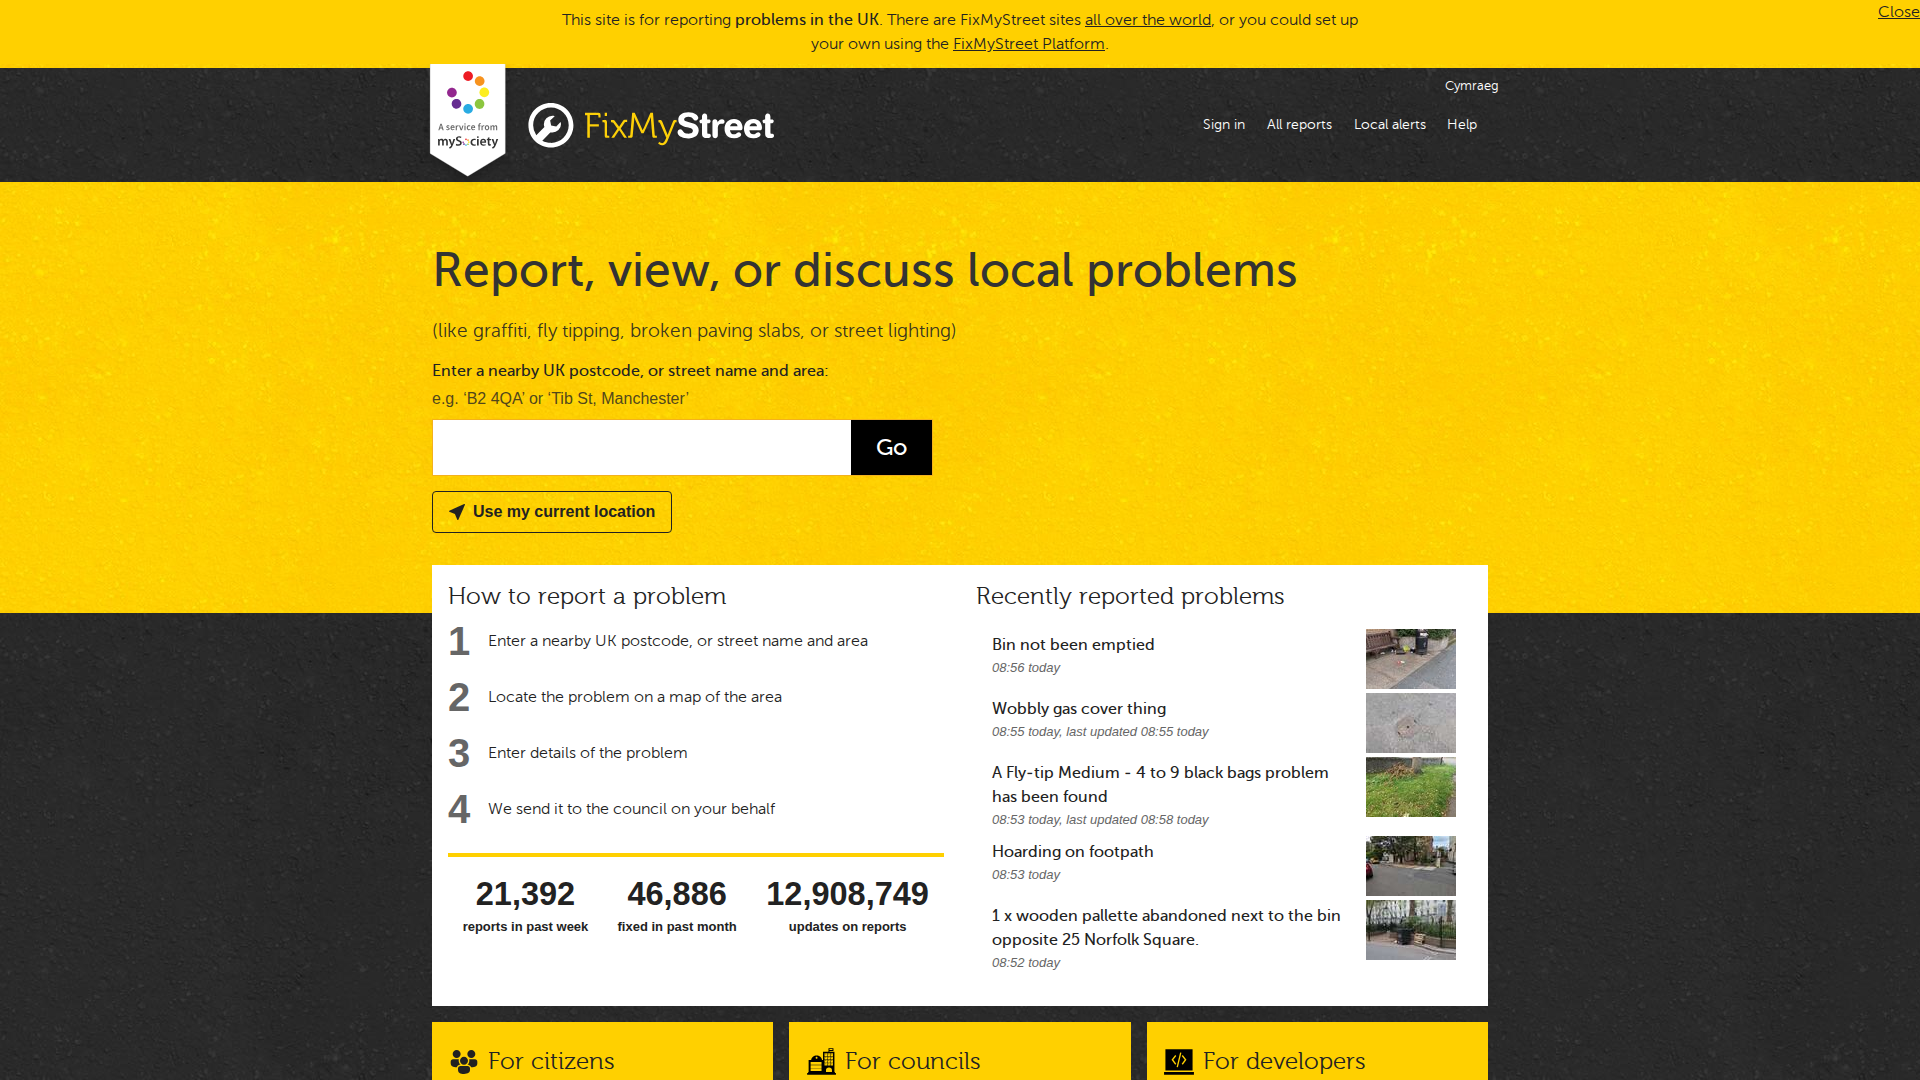 This site is for reporting problems in the UK. There are FixMyStreet sites all over the world, or you could set up
your own using the FixMyStreet Platform.
Close
A service from
mySociety
FixMyStreet
Cymraeg
Sign in
All reports
Local alerts
Help
Report, view, or discuss local problems
(like graffiti, fly tipping, broken paving slabs, or street lighting)
Enter a nearby UK postcode, or street name and area:
e.g. ‘B2 4QA’ or ‘Tib St, Manchester’
Go
Use my current location
How to report a problem
1 Enter a nearby UK postcode, or street name and area
2 Locate the problem on a map of the area
3 Enter details of the problem
4 We send it to the council on your behalf
21,392
reports in past week
46,886
fixed in past month
12,908,749
updates on reports
Recently reported problems
Bin not been emptied
08:56 today
Wobbly gas cover thing
08:55 today, last updated 08:55 today
A Fly-tip Medium - 4 to 9 black bags problem
has been found
08:53 today, last updated 08:58 today
Hoarding on footpath
08:53 today
1 x wooden pallette abandoned next to the bin
opposite 25 Norfolk Square.
08:52 today
For citizens
For councils
For developers